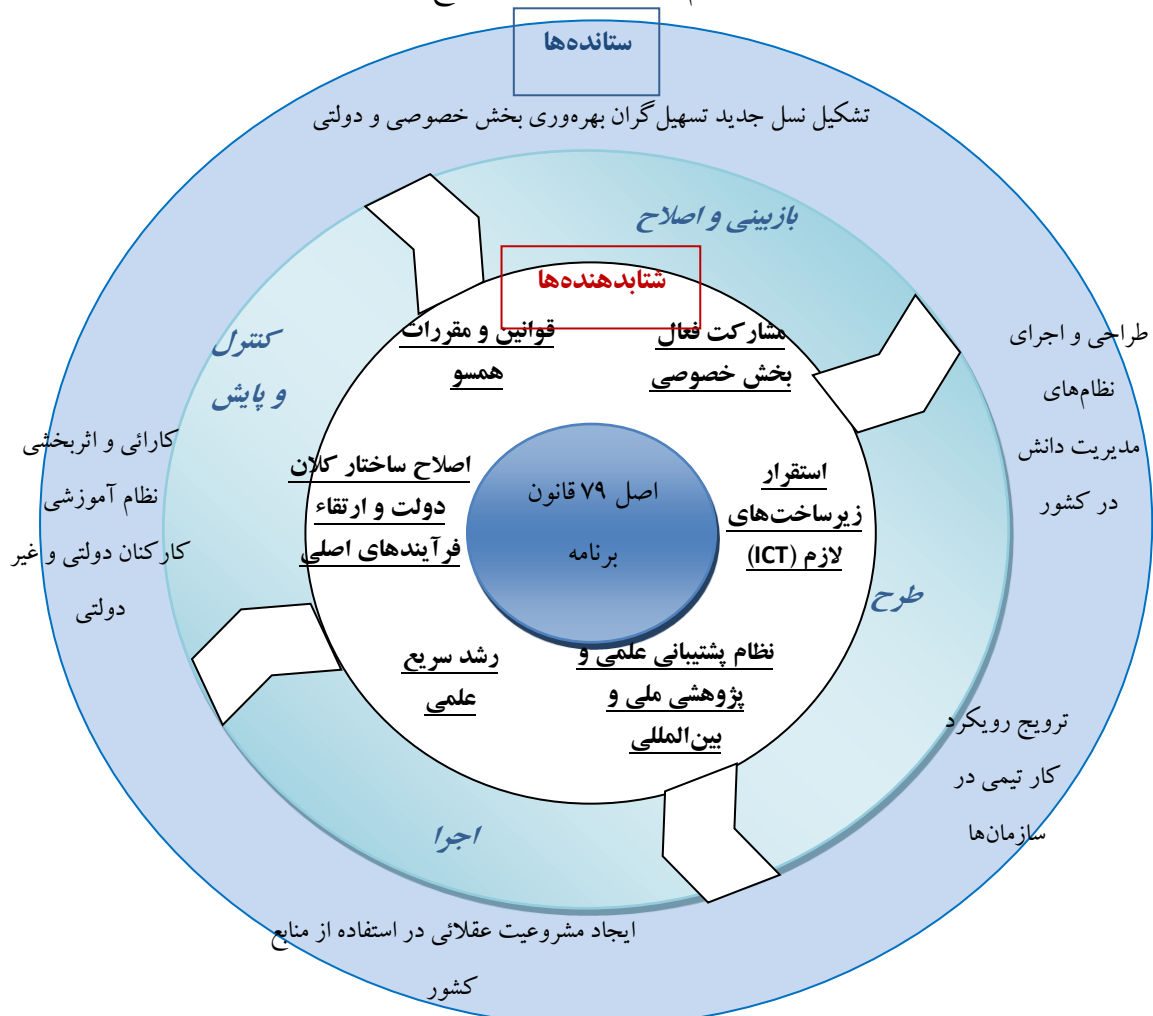 ستانده‌ها
تشکیل نسل جدید تسهیل‌گران بهره‌وری بخش خصوصی و دولتی
بازبینی و اصلاح
شتابدهنده‌ها
مشارکت فعال
بخش خصوصی
قوانین و مقررات
همسو
کنترل
و پایش
طراحی و اجرای
نظام‌های
مدیریت دانش
در کشور
کارائی و اثربخشی
نظام آموزشی
کارکنان دولتی و غیر
دولتی
استقرار
زیرساخت‌های
لازم (ICT)
اصل ۷۹ قانون
برنامه
اصلاح ساختار کلان
دولت و ارتقاء
فرآیندهای اصلی
طرح
نظام پشتیبانی علمی و
پژوهشی ملی و
بین‌المللی
رشد سریع
علمی
ترویج رویکرد
کار تیمی در
سازمان‌ها
اجرا
ایجاد مشروعیت عقلائی در استفاده از منابع
کشور